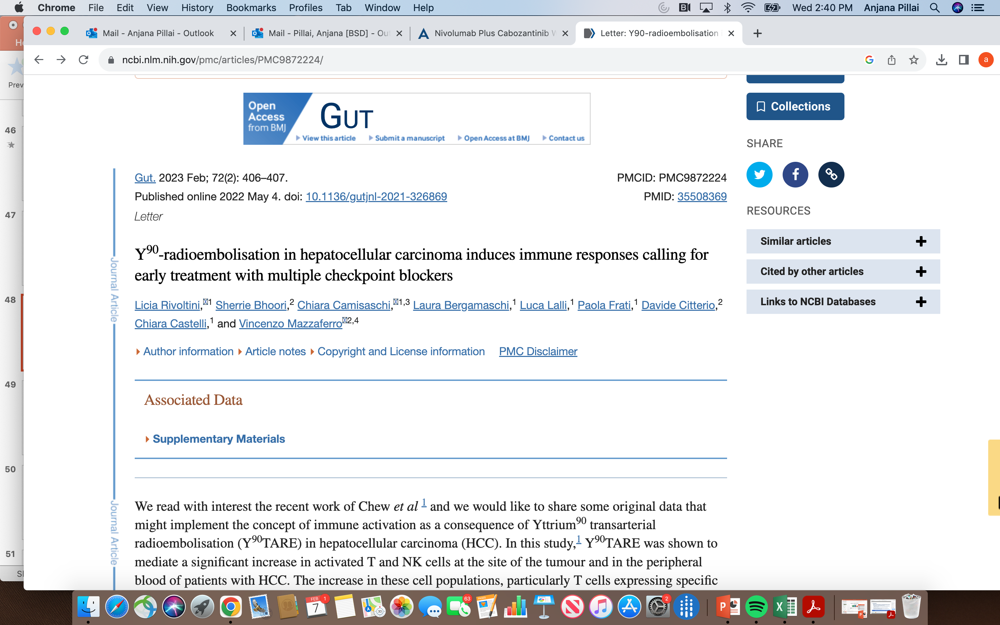 Chrome File Edit View History Bookmarks Profiles Tab Window Help Wed 2:40 PM Anjana Pillai
Mail - Anjana Pillai - Outlook
Mail - Pillai, Anjana [BSD] - Ou
Nivolumab Plus Cabozantinib
Letter: Y90-radioembolisation
ncbi.nlm.nih.gov/pmc/articles/PMC9872224/
a
Prev
46
47
48
49
50
51
Open
Access
from BMJ
GUT
View this article Submit a manuscript Open Access at BMJ Contact us
Collections
SHARE
RESOURCES
Similar articles
Cited by other articles
Links to NCBI Databases
Gut. 2023 Feb; 72(2): 406–407. PMCID: PMC9872224
Published online 2022 May 4. doi: 10.1136/gutjnl-2021-326869 PMID: 35508369
Letter
Y90-radioembolisation in hepatocellular carcinoma induces immune responses calling for
early treatment with multiple checkpoint blockers
Licia Rivoltini,1 Sherrie Bhoori,2 Chiara Camisaschi,1,3 Laura Bergamaschi,1 Luca Lalli,1 Paola Frati,1 Davide Citterio,2
Chiara Castelli,1 and Vincenzo Mazzaferro2,4
Author information Article notes Copyright and License information PMC Disclaimer
Associated Data
Supplementary Materials
Journal Article
Journal Article
We read with interest the recent work of Chew et al 1 and we would like to share some original data that
might implement the concept of immune activation as a consequence of Yttrium90 transarterial
radioembolisation (Y90TARE) in hepatocellular carcinoma (HCC). In this study,1 Y90TARE was shown to
mediate a significant increase in activated T and NK cells at the site of the tumour and in the peripheral
blood of patients with HCC. The increase in these cell populations, particularly T cells expressing specific
FEB 1
7
3D
63
PAGES
2
P
X